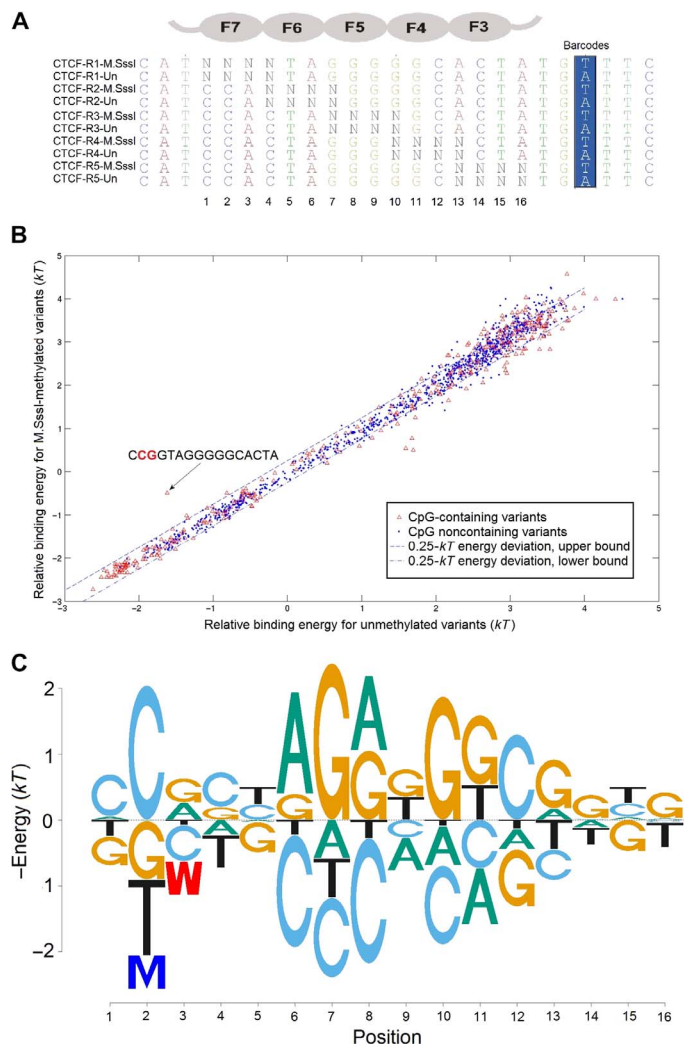 A
F7 F6 F5 F4 F3
Barcodes
CTCF-R1-M.SssI C A T N N N N T A G G G G G C A C T A T G T T T C
CTCF-R1-Un C A T N N N N T A G G G G G C A C T A T G A T T C
CTCF-R2-M.SssI C A T C C A N N N N G G G G C A C T A T G T T T C
CTCF-R2-Un C A T C C A N N N N G G G G C A C T A T G A T T C
CTCF-R3-M.SssI C A T C C A C T A N N N N G C A C T A T G T T T C
CTCF-R3-Un C A T C C A C T A N N N N G C A C T A T G A T T C
CTCF-R4-M.SssI C A T C C A C T A G G G N N N N C T A T G T T T C
CTCF-R4-Un C A T C C A C T A G G G N N N N C T A T G A T T C
CTCF-R5-M.SssI C A T C C A C T A G G G G G C N N N N T G T T T C
CTCF-R5-Un C A T C C A C T A G G G G G C N N N N T G A T T C
1 2 3 4 5 6 7 8 9 10 11 12 13 14 15 16
B
Relative binding energy for M.SssI-methylated variants (kT)
5
4
3
2
1
0
−1
−2
−3
CCGGTAGGGGGCACTA
CpG-containing variants
CpG noncontaining variants
0.25-kT energy deviation, upper bound
0.25-kT energy deviation, lower bound
−3 −2 −1 0 1 2 3 4 5
Relative binding energy for unmethylated variants (kT)
C
−Energy (kT)
2
1
0
−1
−2
C T G
C G T M
G A C W
C G A T
T C G
A G T C
G A T C
A G T C
G T C A
G A C
G T C A
C A G
G A T C
G A T
T C G
G T
1 2 3 4 5 6 7 8 9 10 11 12 13 14 15 16
Position